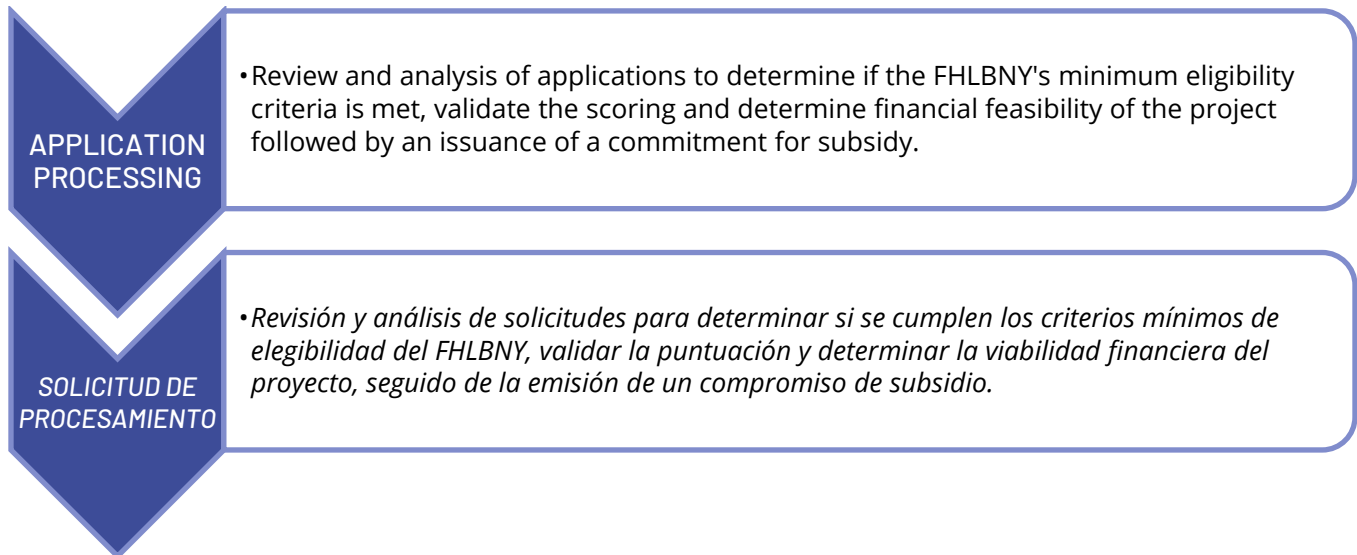 APPLICATION
PROCESSING
•Review and analysis of applications to determine if the FHLBNY's minimum eligibility
criteria is met, validate the scoring and determine financial feasibility of the project
followed by an issuance of a commitment for subsidy.
SOLICITUD DE
PROCESAMIENTO
•Revisión y análisis de solicitudes para determinar si se cumplen los criterios mínimos de
elegibilidad del FHLBNY, validar la puntuación y determinar la viabilidad financiera del
proyecto, seguido de la emisión de un compromiso de subsidio.